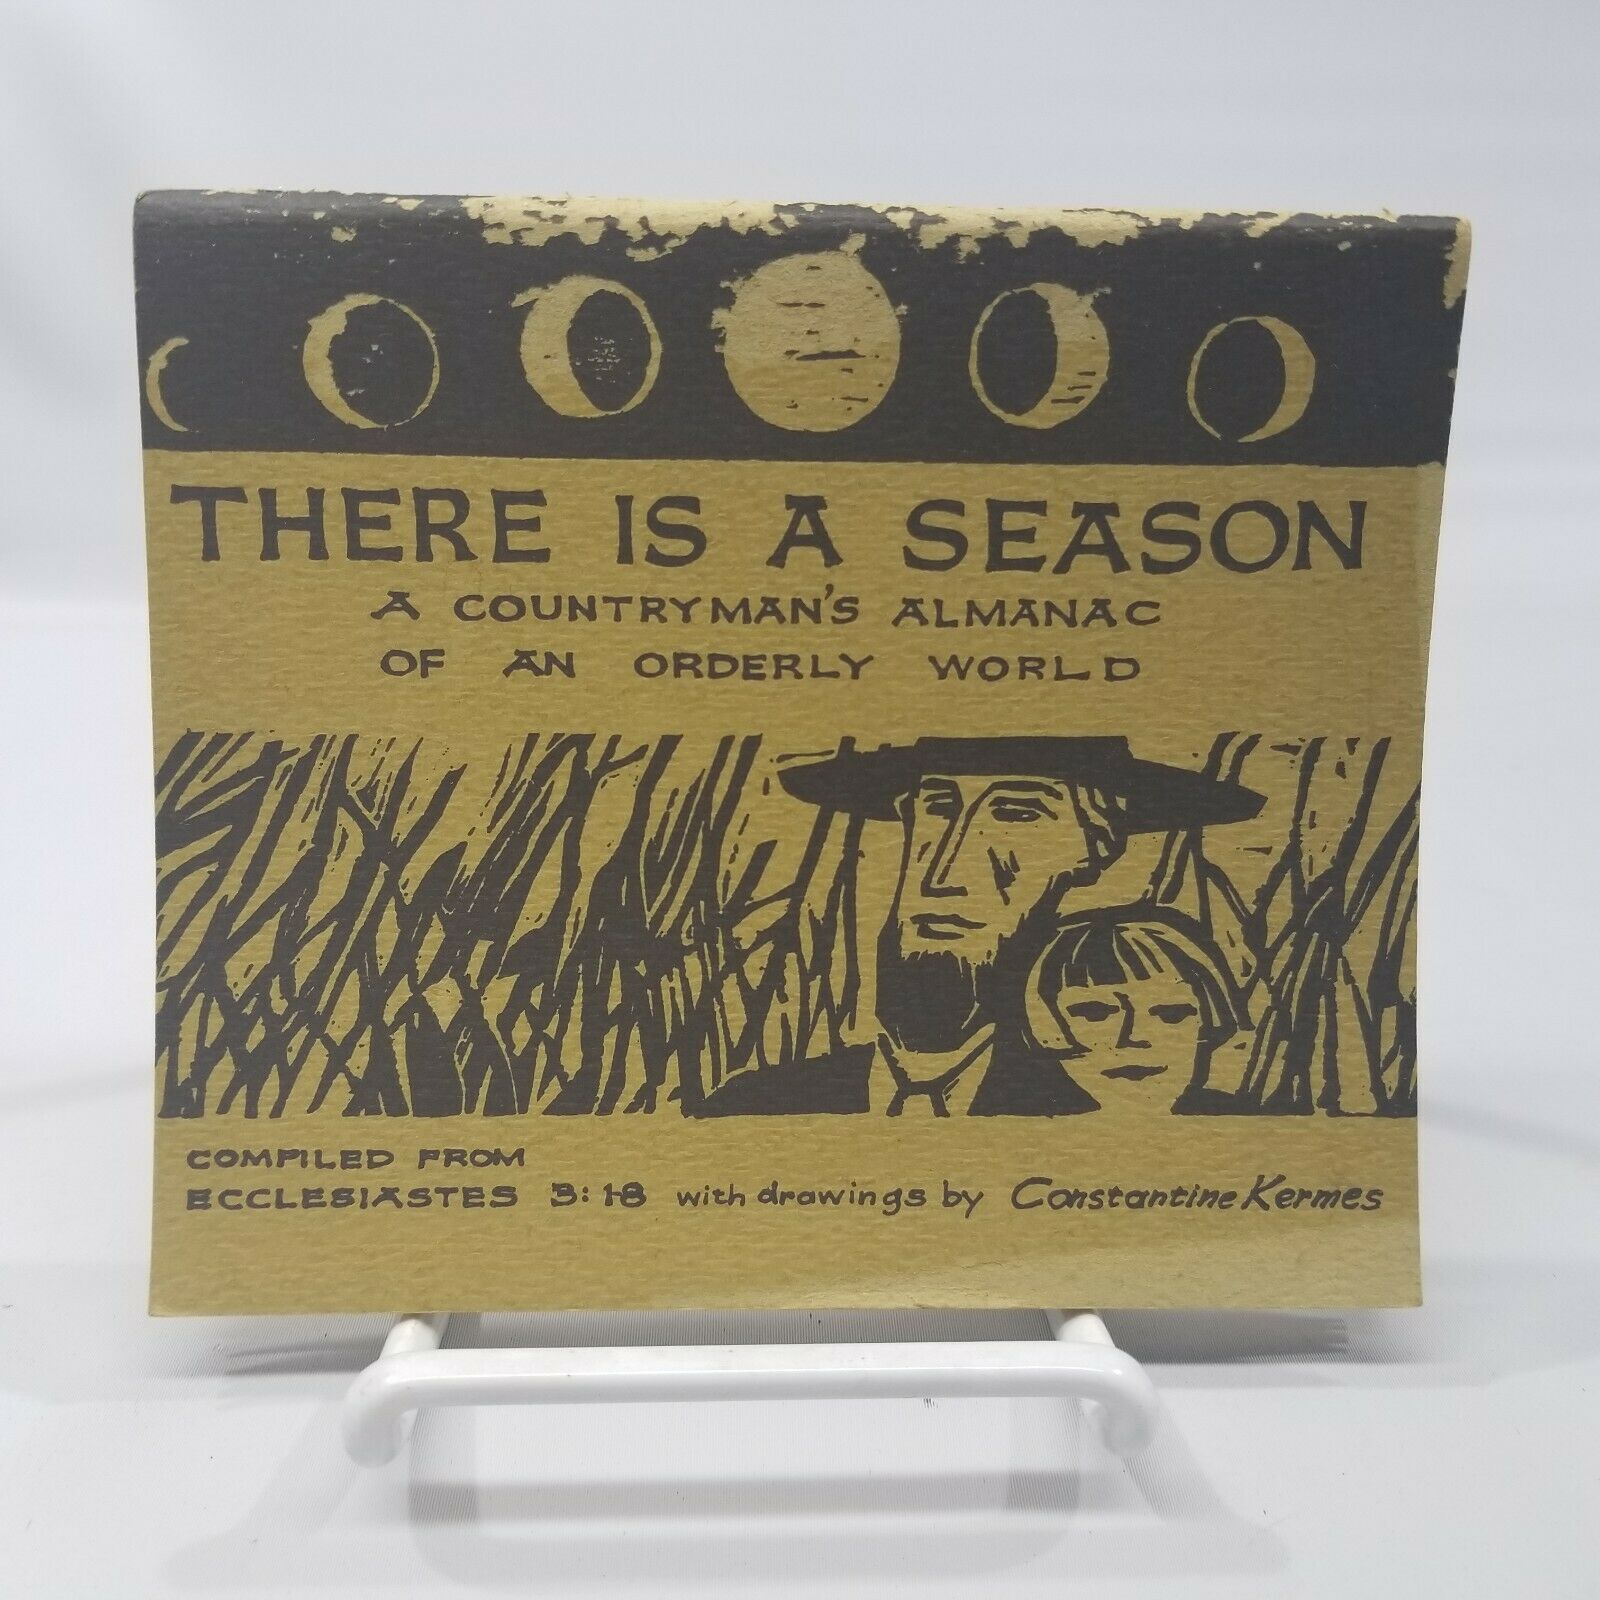 THERE IS A SEASON
A COUNTRYMAN'S ALMANAC
OF AN ORDERLY WORLD
COMPILED FROM
ECCLESIASTES 3:1-8 with drawings by Constantine Kermes